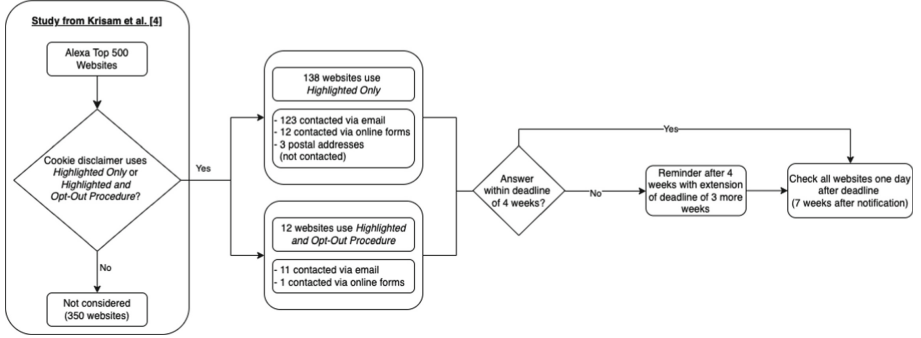 Study from Krisam et al. [4]
Alexa Top 500
Websites
Cookie disclaimer uses
Highlighted Only or
Highlighted and
Opt-Out Procedure?
No
Not considered
(350 websites)
Yes
138 websites use
Highlighted Only
- 123 contacted via email
- 12 contacted via online forms
- 3 postal addresses
(not contacted)
12 websites use Highlighted
and Opt-Out Procedure
- 11 contacted via email
- 1 contacted via online forms
Answer
within deadline
of 4 weeks?
Yes
No
Reminder after 4
weeks with extension
of deadline of 3 more
weeks
Check all websites one day
after deadline
(7 weeks after notification)